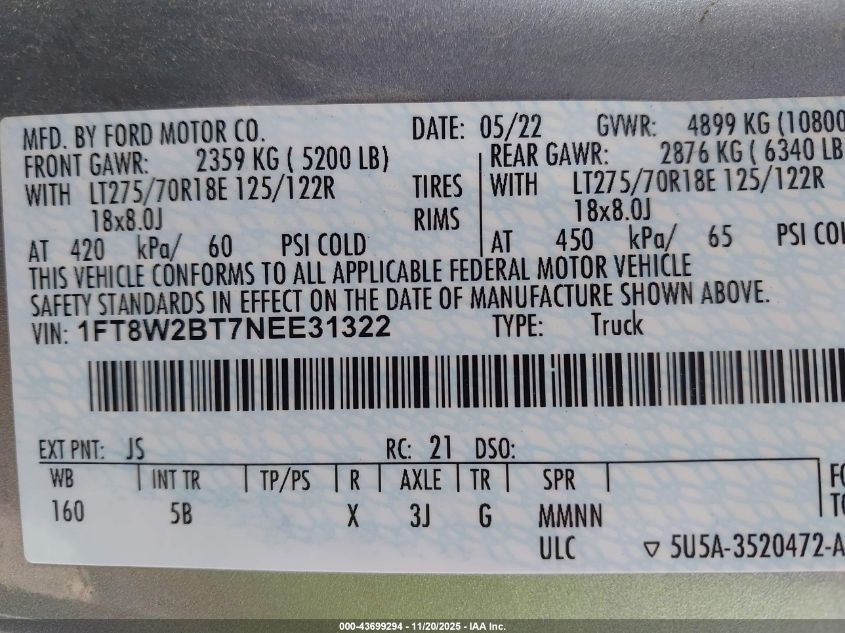 MFD. BY FORD MOTOR CO. DATE: 05/22 GVWR: 4899 KG (10800
FRONT GAWR: 2359 KG ( 5200 LB) REAR GAWR: 2876 KG ( 6340 LB
WITH LT275/70R18E 125/122R TIRES WITH LT275/70R18E 125/122R
18x8.0J RIMS 18x8.0J
AT 420 kPa/ 60 PSI COLD AT 450 kPa/ 65 PSI COL
THIS VEHICLE CONFORMS TO ALL APPLICABLE FEDERAL MOTOR VEHICLE
SAFETY STANDARDS IN EFFECT ON THE DATE OF MANUFACTURE SHOWN ABOVE.
VIN: 1FT8W2BT7NEE31322 TYPE: Truck
EXT PNT: JS RC: 21 DSO:
WB INT TR TP/PS R AXLE TR SPR FO
160 5B X 3J G MMNN TO
ULC ▽ 5U5A-3520472-A
000-43699294 - 11/20/2025 - IAA Inc.